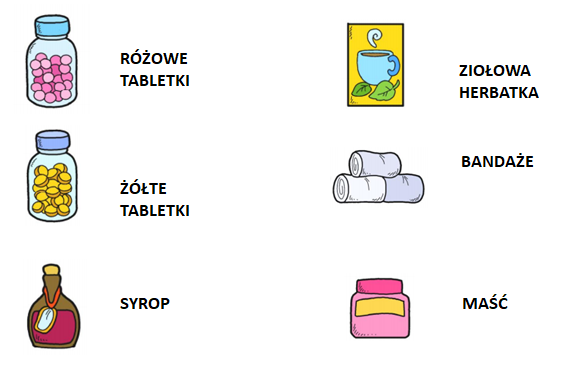 RÓŻOWE
TABLETKI
ZIOŁOWA
HERBATKA
ŻÓŁTE
TABLETKI
BANDAŻE
SYROP
MAŚĆ